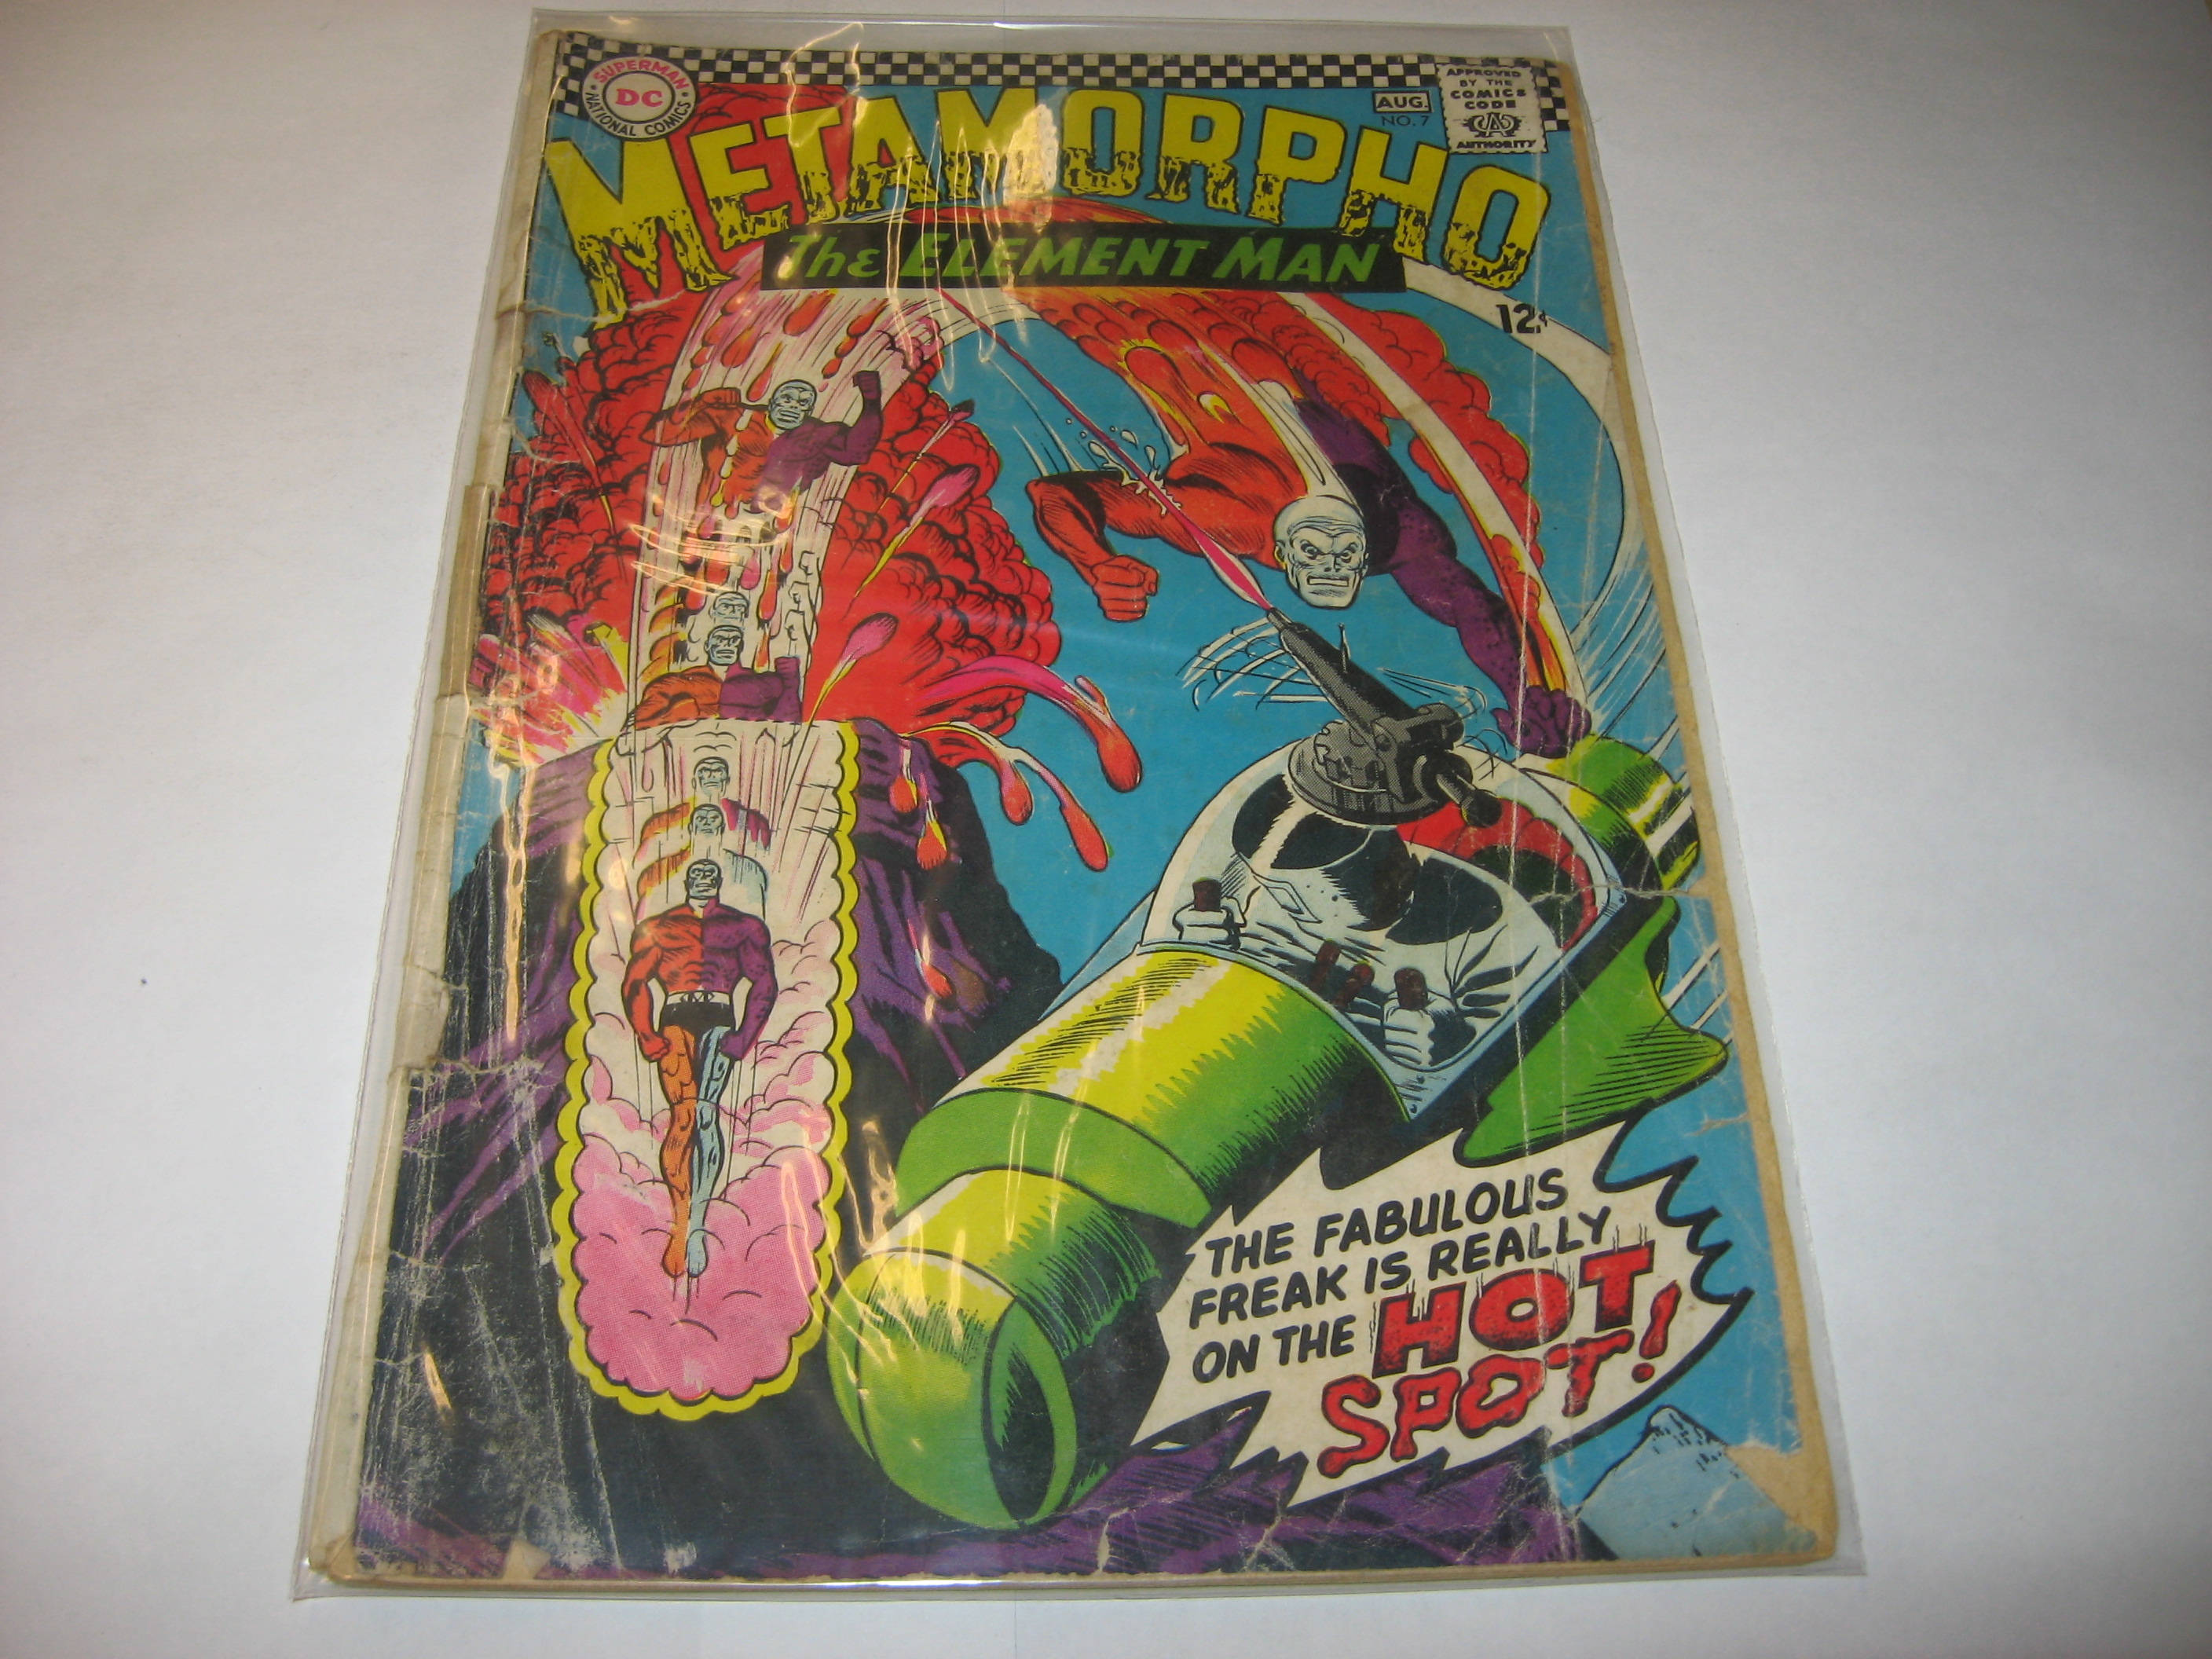 SUPERMAN
DC
NATIONAL COMICS
AUG.
NO. 7
APPROVED
BY THE
COMICS
CODE
CA
AUTHORITY
METAMORPHO
The ELEMENT MAN
12¢
M
THE FABULOUS
FREAK IS REALLY
ON THE HOT
SPOT!